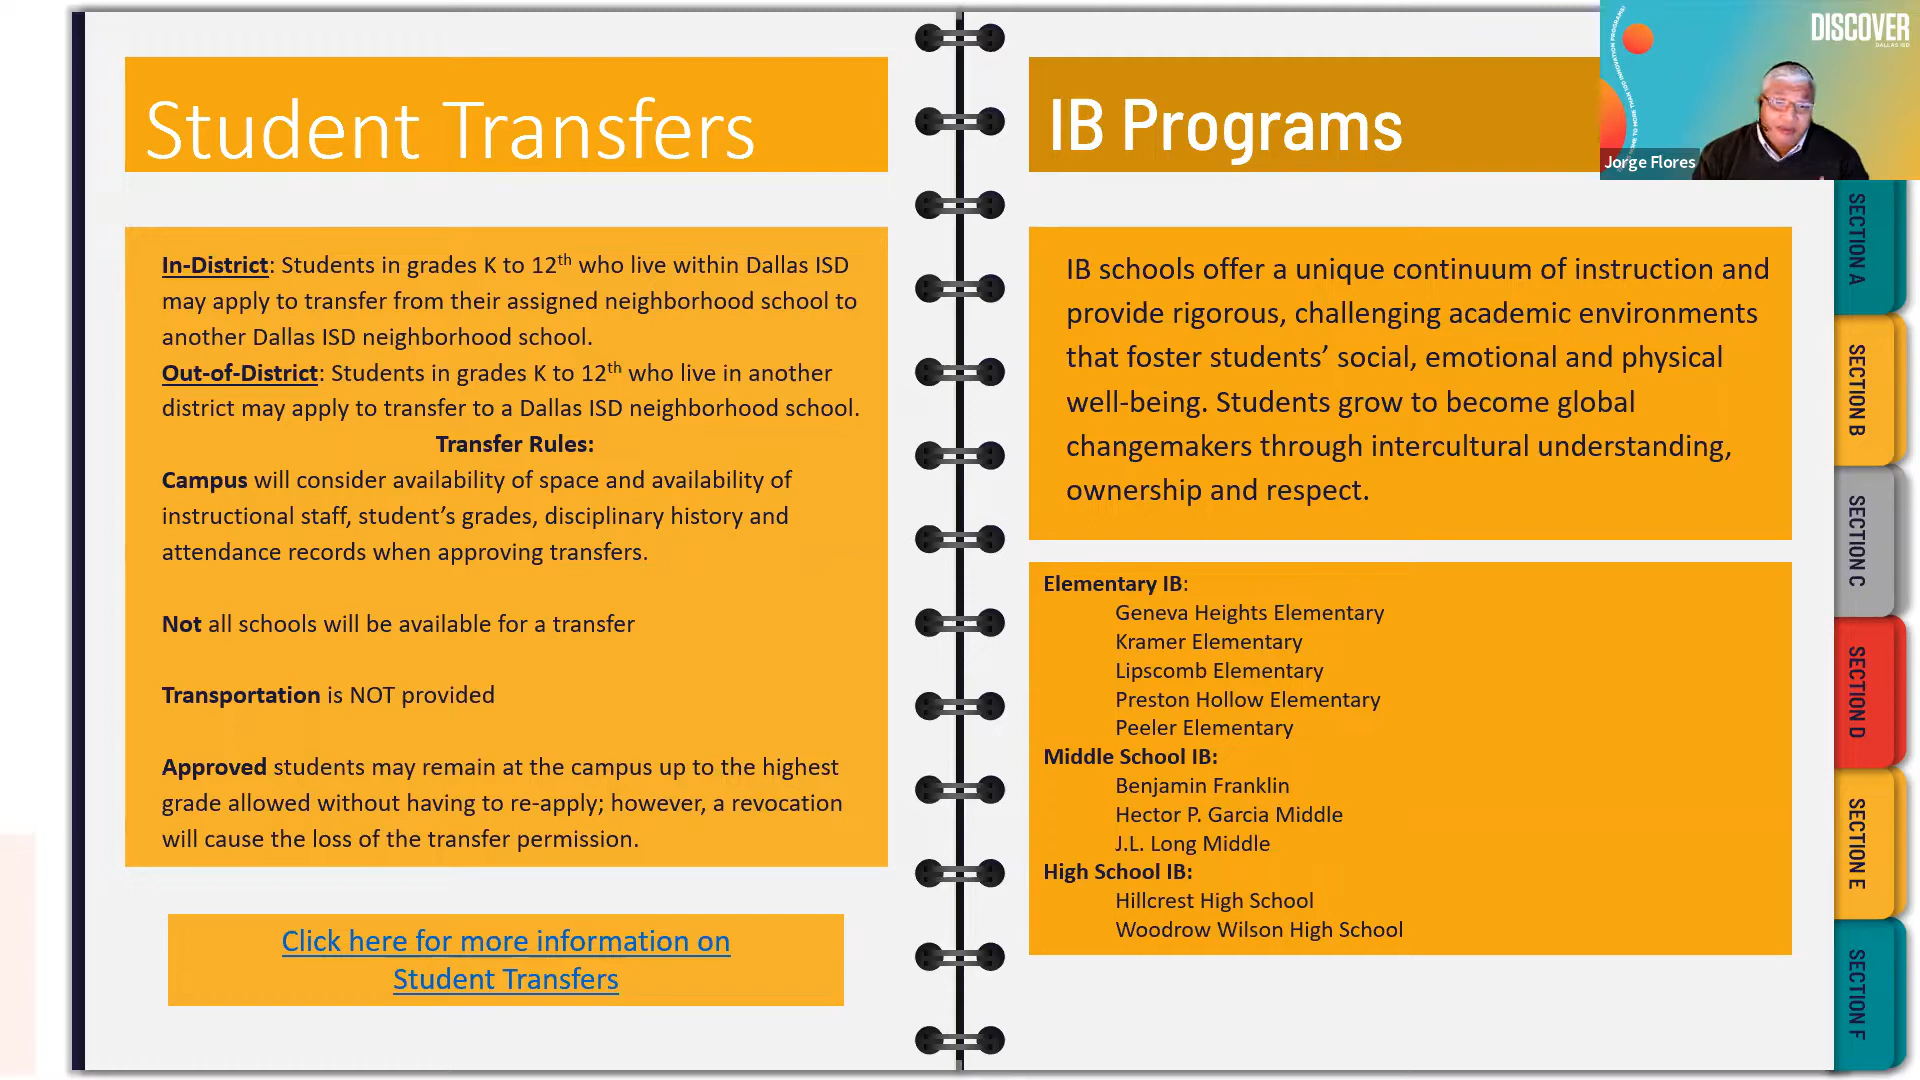 Student Transfers
In-District: Students in grades K to 12th who live within Dallas ISD
may apply to transfer from their assigned neighborhood school to
another Dallas ISD neighborhood school.
Out-of-District: Students in grades K to 12th who live in another
district may apply to transfer to a Dallas ISD neighborhood school.
Transfer Rules:
Campus will consider availability of space and availability of
instructional staff, student’s grades, disciplinary history and
attendance records when approving transfers.
Not all schools will be available for a transfer
Transportation is NOT provided
Approved students may remain at the campus up to the highest
grade allowed without having to re-apply; however, a revocation
will cause the loss of the transfer permission.
Click here for more information on
Student Transfers
IB Programs
IB schools offer a unique continuum of instruction and
provide rigorous, challenging academic environments
that foster students’ social, emotional and physical
well-being. Students grow to become global
changemakers through intercultural understanding,
ownership and respect.
Elementary IB:
Geneva Heights Elementary
Kramer Elementary
Lipscomb Elementary
Preston Hollow Elementary
Peeler Elementary
Middle School IB:
Benjamin Franklin
Hector P. Garcia Middle
J.L. Long Middle
High School IB:
Hillcrest High School
Woodrow Wilson High School
DISCOVER
DALLAS ISD
Jorge Flores
SECTION A
SECTION B
SECTION C
SECTION D
SECTION E
SECTION F